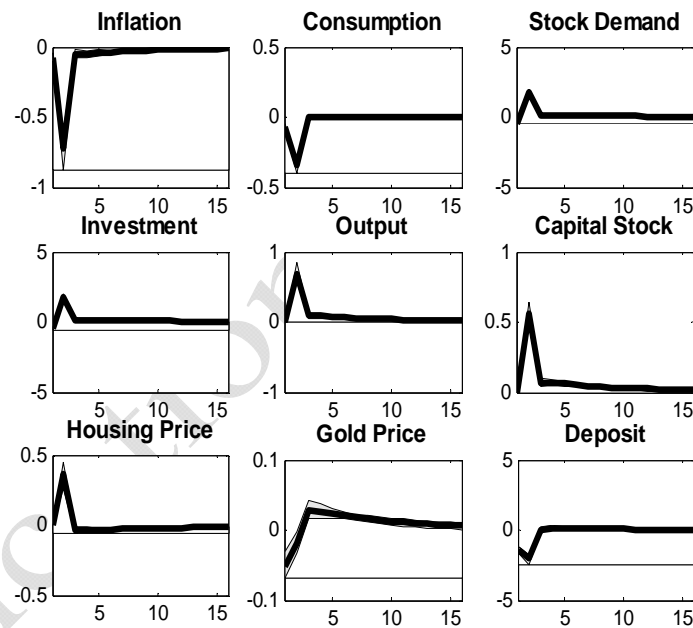 Inflation Consumption Stock Demand
0 0.5 5
-0.5 0 0
-1 -0.5 -5
5 10 15 5 10 15 5 10 15
Investment Output Capital Stock
5 1 1
0 0 0.5
-5 -1 0
5 10 15 5 10 15 5 10 15
Housing Price Gold Price Deposit
0.5 0.1 5
0 0 0
-0.5 -0.1 -5
5 10 15 5 10 15 5 10 15